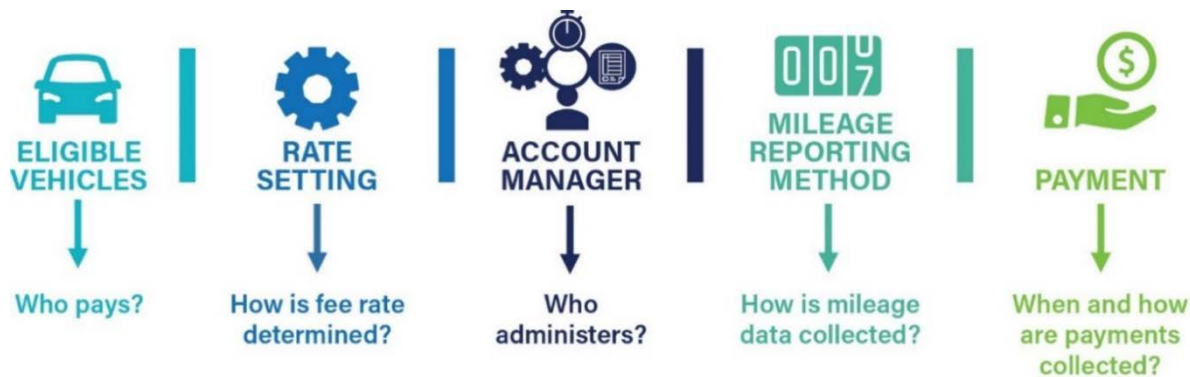 007
$
ELIGIBLE
VEHICLES
Who pays?
RATE
SETTING
How is fee rate
determined?
ACCOUNT
MANAGER
Who
administers?
MILEAGE
REPORTING
METHOD
How is mileage
data collected?
PAYMENT
When and how
are payments
collected?